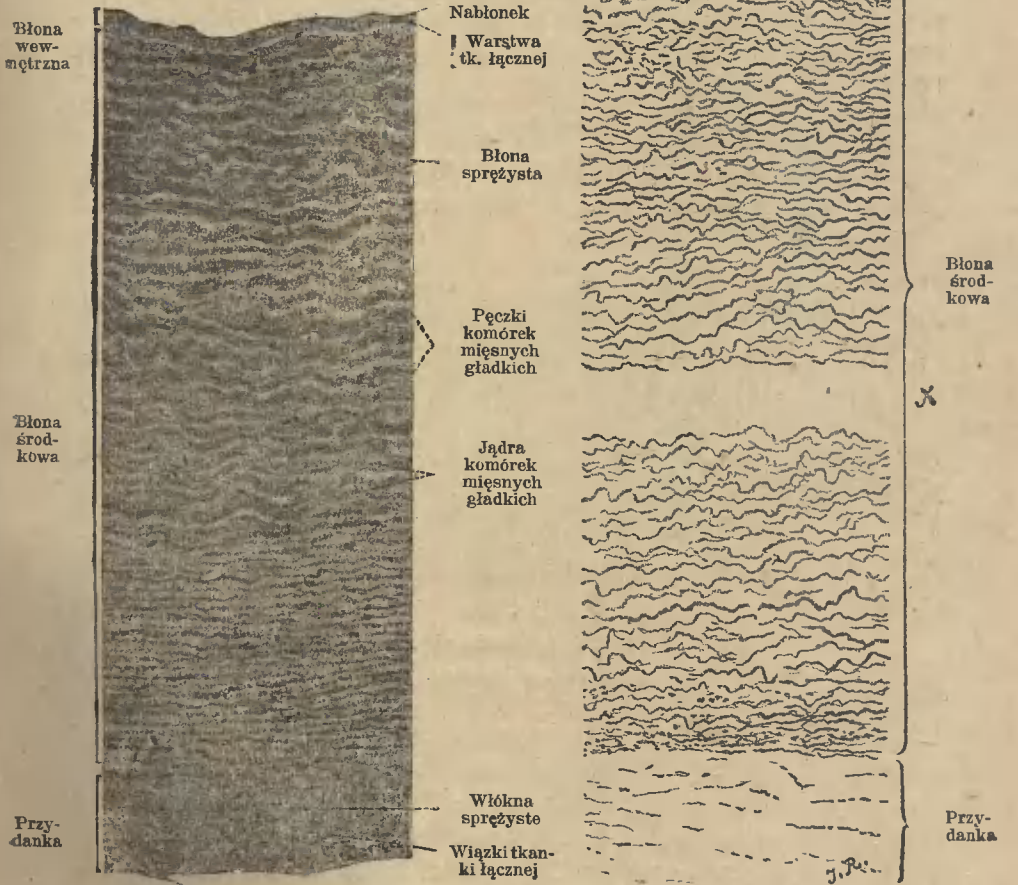 Błona
wew-
nętrzna
Błona
środ-
kowa
Przy-
danka
Nabłonek
Warstwa
tk. łącznej
Błona
sprężysta
Pęczki
komórek
mięsnych
gładkich
Jądra
komórek
mięsnych
gładkich
Włókna
sprężyste
Wiązki tkan-
ki łącznej
Błona
środ-
kowa
Przy-
danka